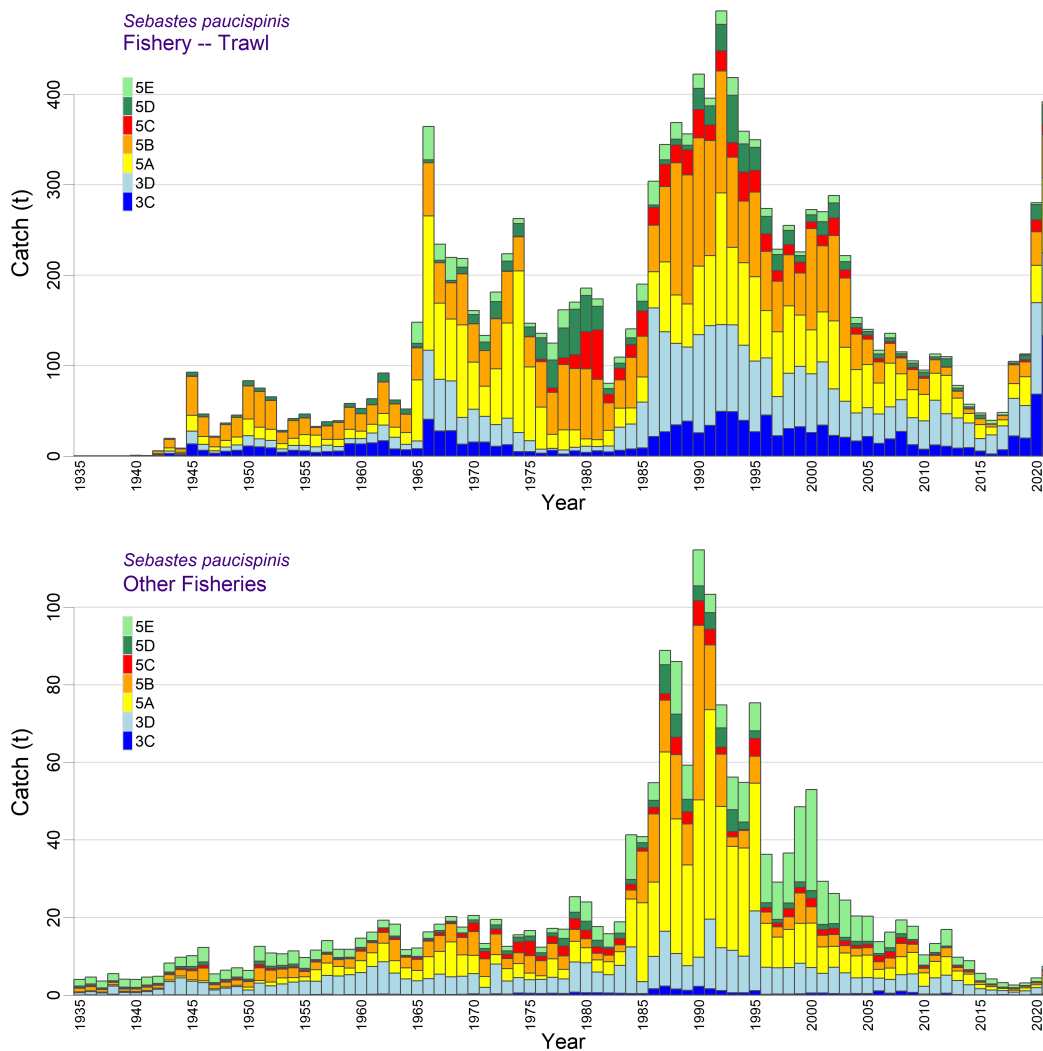 Sebastes paucispinis
Fishery -- Trawl
5E
5D
5C
5B
5A
3D
3C
Catch (t)
0
100
200
300
400
1935
1940
1945
1950
1955
1960
1965
1970
1975
1980
1985
1990
1995
2000
2005
2010
2015
2020
Year
Sebastes paucispinis
Other Fisheries
5E
5D
5C
5B
5A
3D
3C
Catch (t)
0
20
40
60
80
100
1935
1940
1945
1950
1955
1960
1965
1970
1975
1980
1985
1990
1995
2000
2005
2010
2015
2020
Year